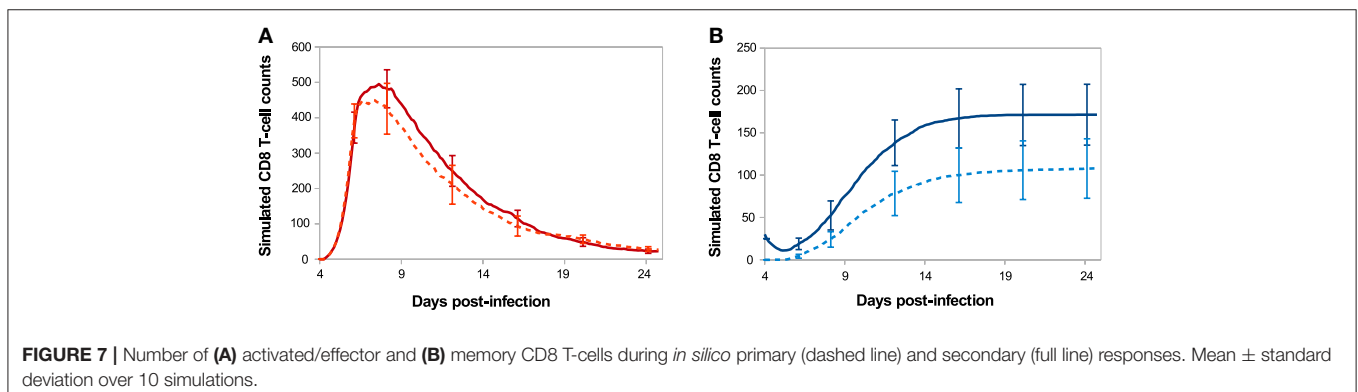 A
Simulated CD8 T-cell counts
600
500
400
300
200
100
0
4 9 14 19 24
Days post-infection
B
Simulated CD8 T-cell counts
250
200
150
100
50
0
4 9 14 19 24
Days post-infection
FIGURE 7 | Number of (A) activated/effector and (B) memory CD8 T-cells during in silico primary (dashed line) and secondary (full line) responses. Mean ± standard
deviation over 10 simulations.